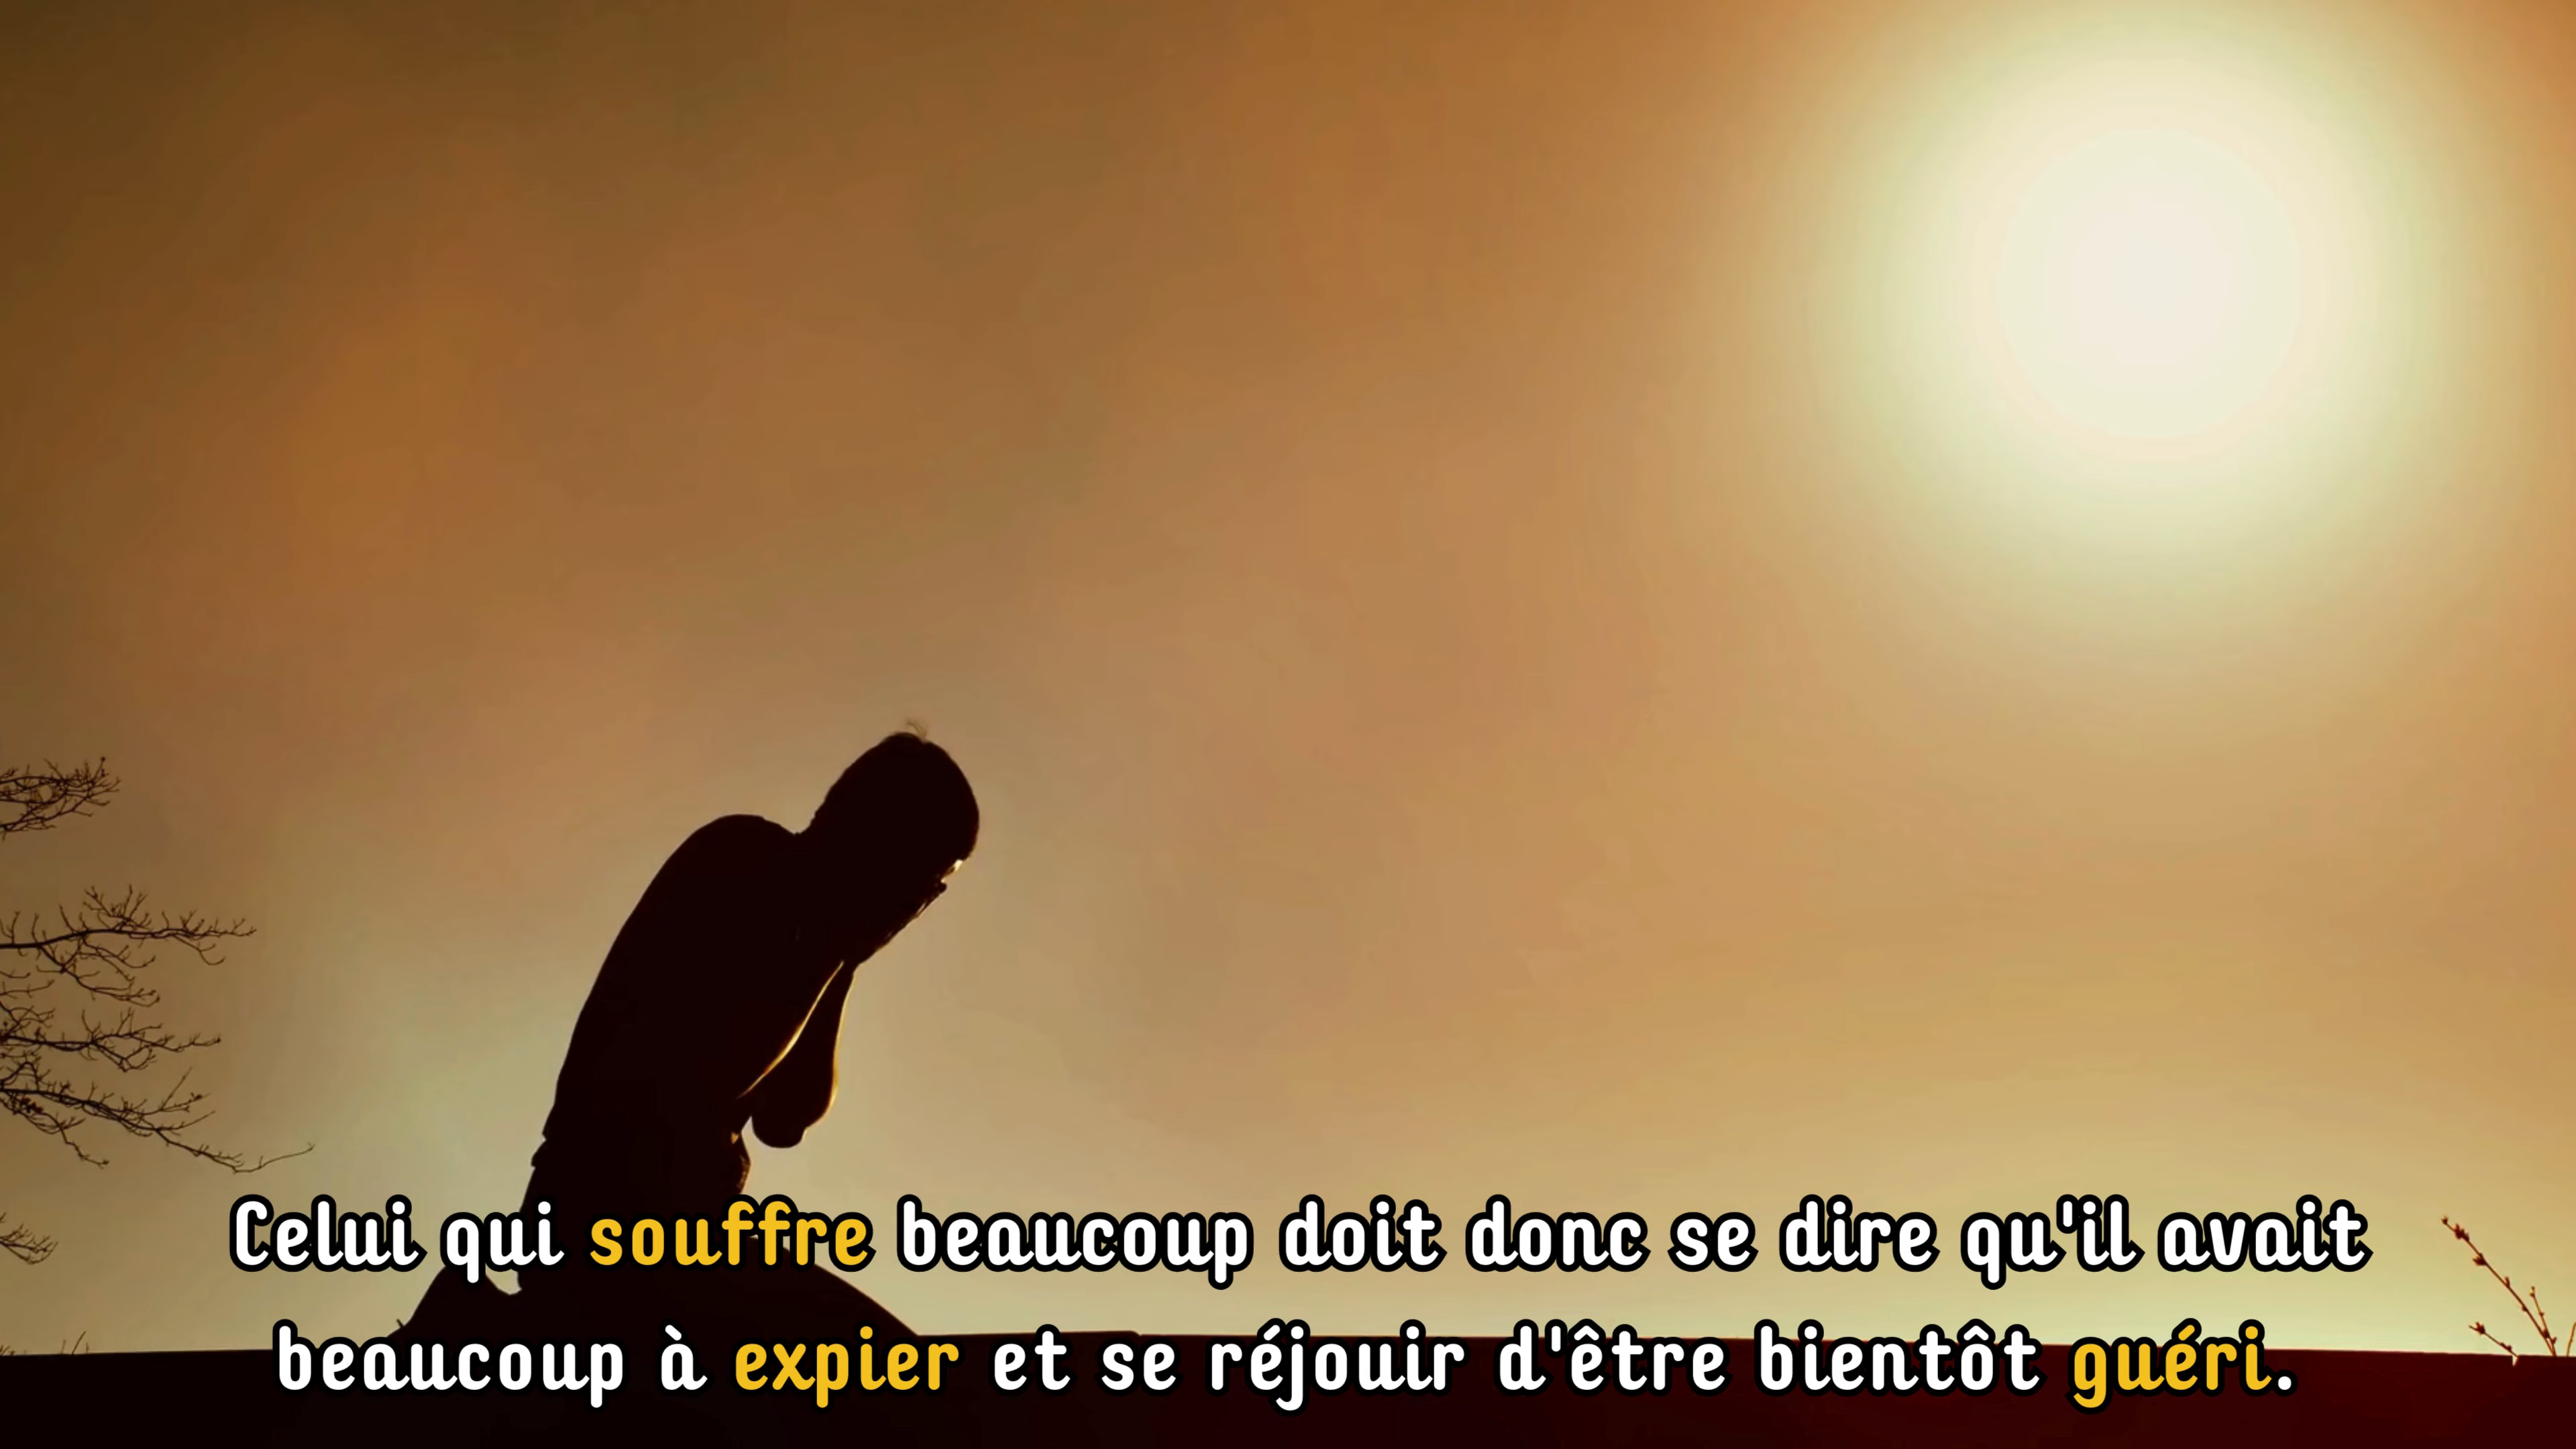 Celui qui souffre beaucoup doit donc se dire qu'il avait
beaucoup à expier et se réjouir d'être bientôt guéri.